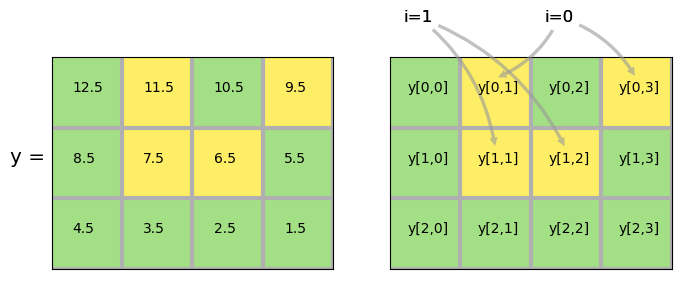 i=1 i=0
12.5 11.5 10.5 9.5 y[0,0] y[0,1] y[0,2] y[0,3]
y = 8.5 7.5 6.5 5.5 y[1,0] y[1,1] y[1,2] y[1,3]
4.5 3.5 2.5 1.5 y[2,0] y[2,1] y[2,2] y[2,3]